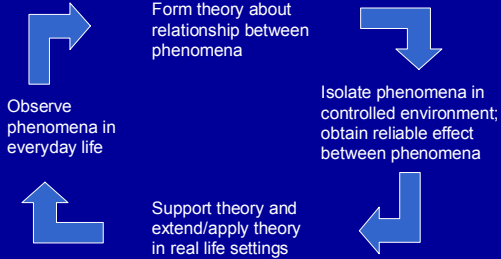 Form theory about
relationship between
phenomena
Isolate phenomena in
controlled environment;
obtain reliable effect
between phenomena
Support theory and
extend/apply theory
in real life settings
Observe
phenomena in
everyday life